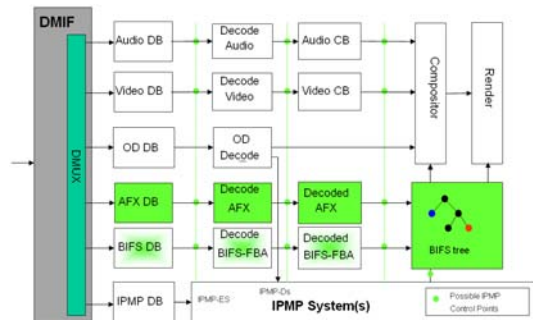 DMIF
DMUX
Audio DB
Decode
Audio
Audio CB
Video DB
Decode
Video
Video CB
OD DB
OD
Decode
AFX DB
Decode
AFX
Decoded
AFX
BIFS DB
Decode
BIFS-FBA
Decoded
BIFS-FBA
IPMP DB
IPMP-ES
IPMP-Ds
IPMP System(s)
Compositor
Render
BIFS tree
Possible IPMP
Control Points